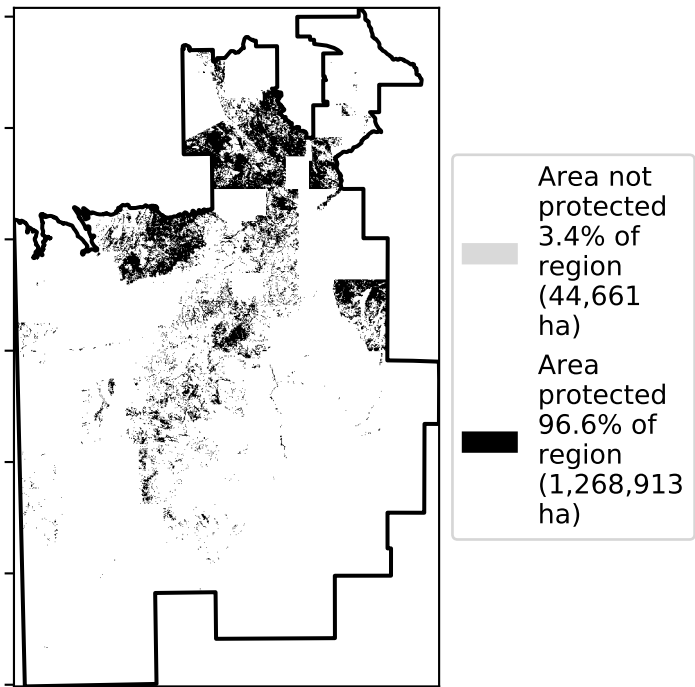 Area not
protected
3.4% of
region
(44,661
ha)
Area
protected
96.6% of
region
(1,268,913
ha)